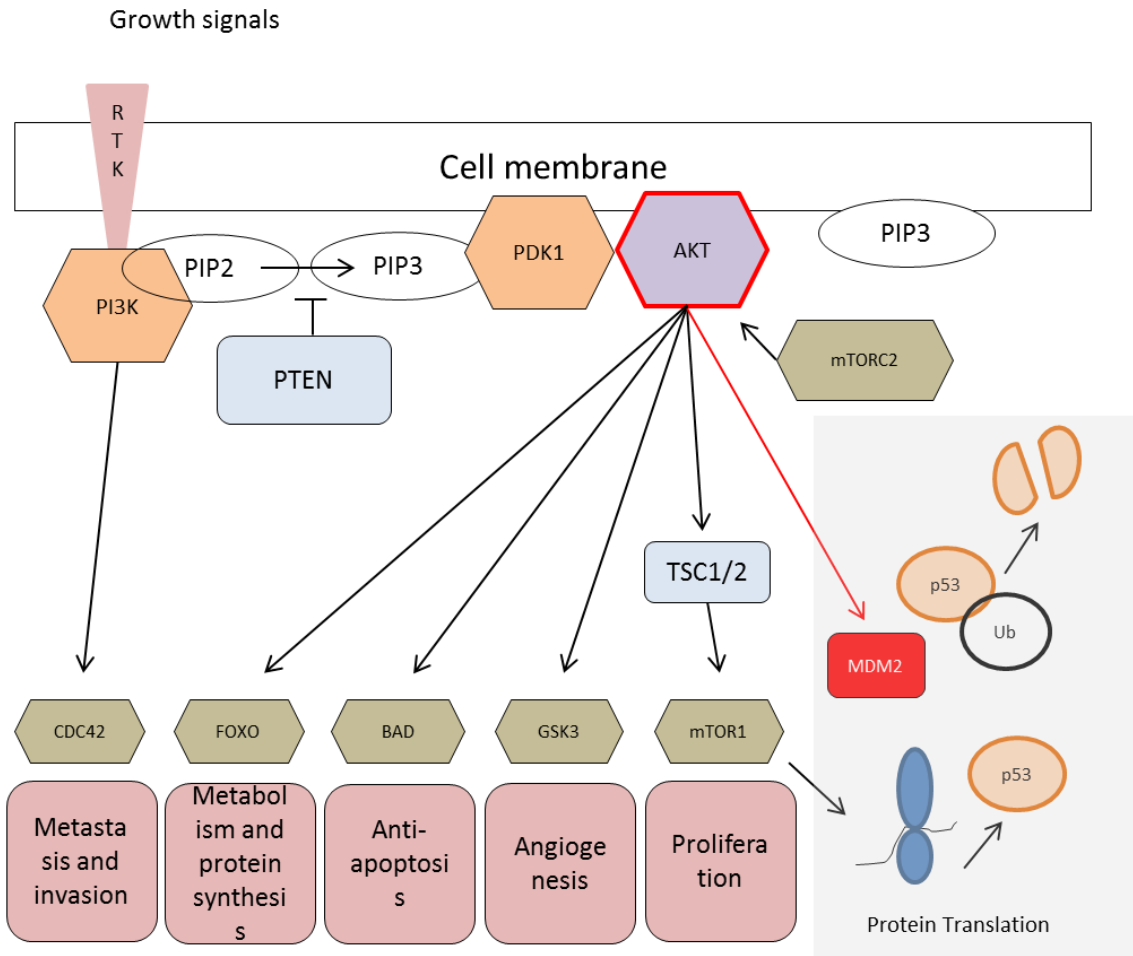 Growth signals
R
T
K
Cell membrane
PIP2
PIP3
PDK1
AKT
PIP3
PI3K
PTEN
mTORC2
TSC1/2
p53
Ub
MDM2
CDC42
FOXO
BAD
GSK3
mTOR1
p53
Metasta
sis and
invasion
Metabol
ism and
protein
synthesi
s
Anti-
apoptosi
s
Angioge
nesis
Prolifera
tion
Protein Translation